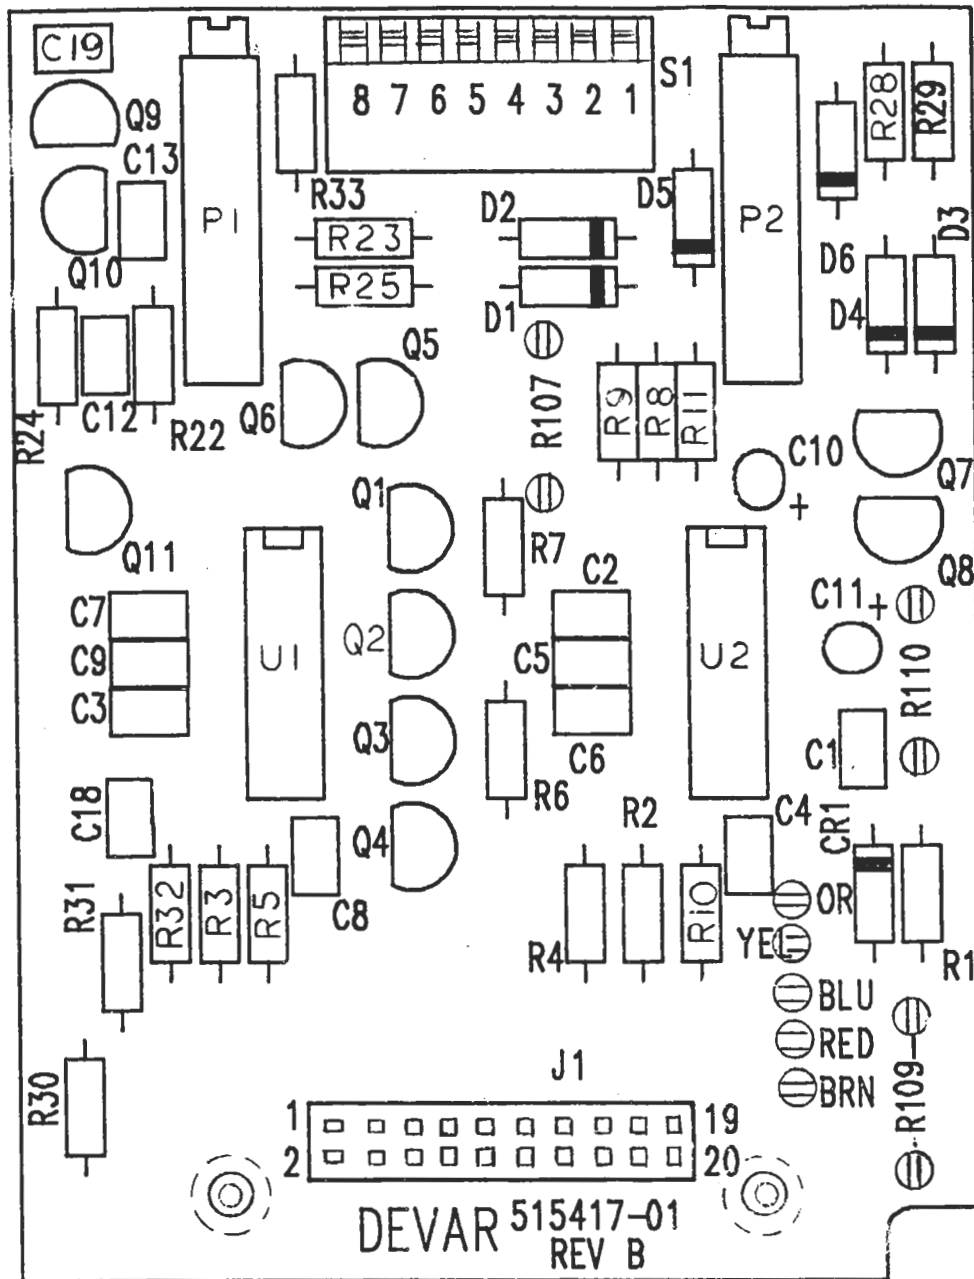 C19
Q9
C13
P1
Q10
R33
8 7 6 5 4 3 2 1
S1
R28
R29
D5
P2
D3
D2
R23
R25
D1
D6
D4
R24
C12
R22
Q6
Q5
R107
R9
R8
R11
C10
+
Q7
Q1
R7
Q11
Q8
C7
C9
C3
U1
Q2
C2
C5
C6
U2
C11
+
R110
Q3
R6
C1
C18
Q4
R2
C4
CR1
R31
R32
R3
R5
C8
R4
R10
OR
YEL
R1
BLU
RED
BRN
R109
R30
J1
1
19
2
20
DEVAR 515417-01
REV B